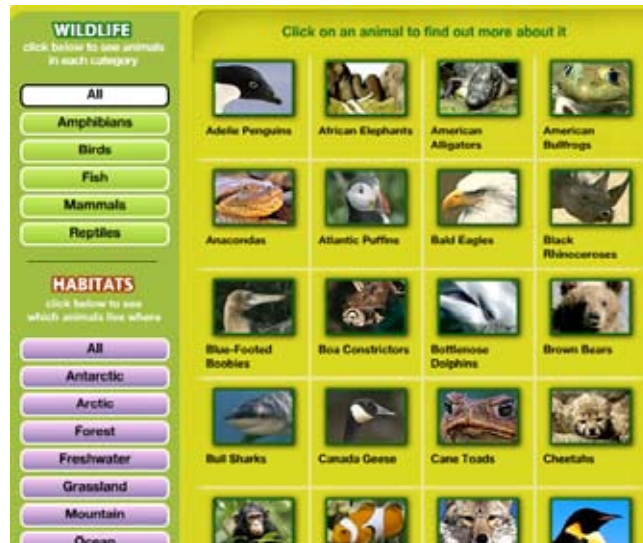 WILDLIFE
click below to see animals
in each category
All
Amphibians
Birds
Fish
Mammals
Reptiles
HABITATS
click below to see
which animals live where
All
Antarctic
Arctic
Forest
Freshwater
Grassland
Mountain
Ocean
Click on an animal to find out more about it
Adelie Penguins
African Elephants
American
Alligators
American
Bullfrogs
Anacondas
Atlantic Puffins
Bald Eagles
Black
Rhinoceroses
Blue-Footed
Boobies
Boa Constrictors
Bottlenose
Dolphins
Brown Bears
Bull Sharks
Canada Geese
Cane Toads
Cheetahs